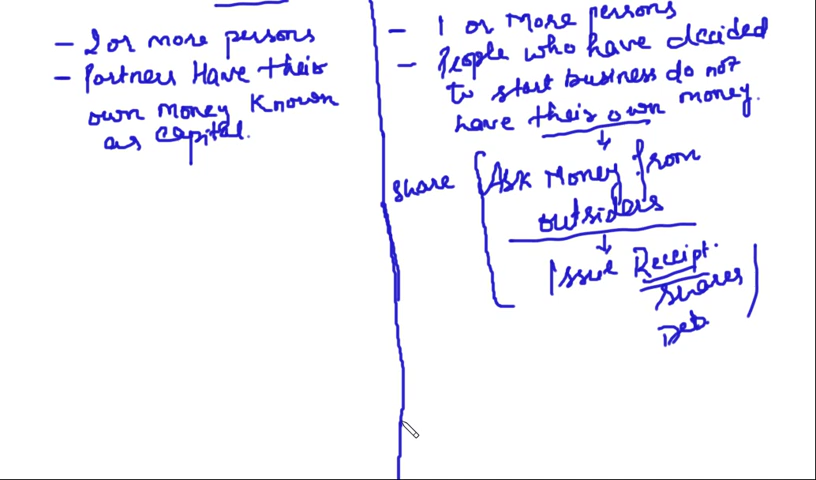 - 2 or more persons
- Partners Have their
own money Known
as capital.
- 1 or More persons
- People who have decided
to start business do not
have their own money.
↓
share
Ask Money from
outsiders
↓
Issue Receipt.
shares
Deb